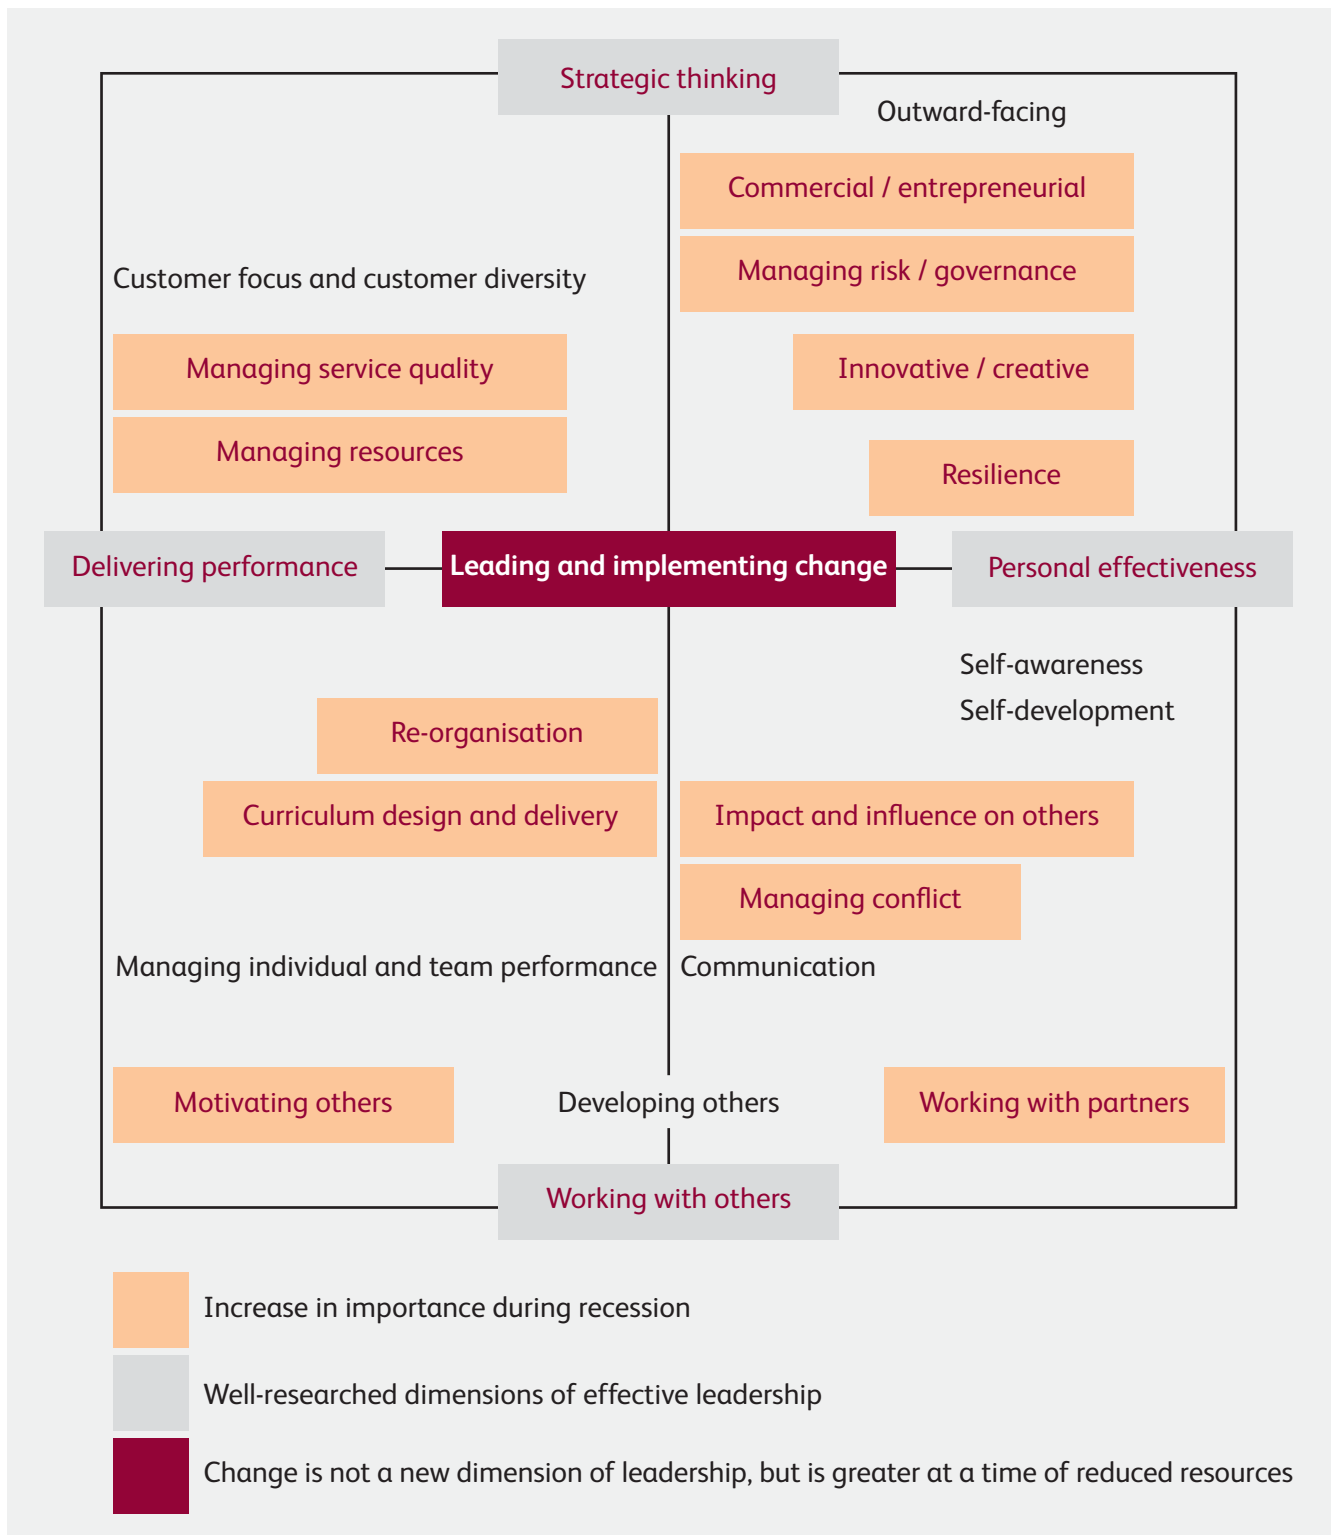 Strategic thinking
Outward-facing
Commercial / entrepreneurial
Managing risk / governance
Customer focus and customer diversity
Managing service quality
Innovative / creative
Managing resources
Resilience
Delivering performance
Leading and implementing change
Personal effectiveness
Self-awareness
Self-development
Re-organisation
Curriculum design and delivery
Impact and influence on others
Managing conflict
Managing individual and team performance
Communication
Motivating others
Developing others
Working with partners
Working with others
Increase in importance during recession
Well-researched dimensions of effective leadership
Change is not a new dimension of leadership, but is greater at a time of reduced resources